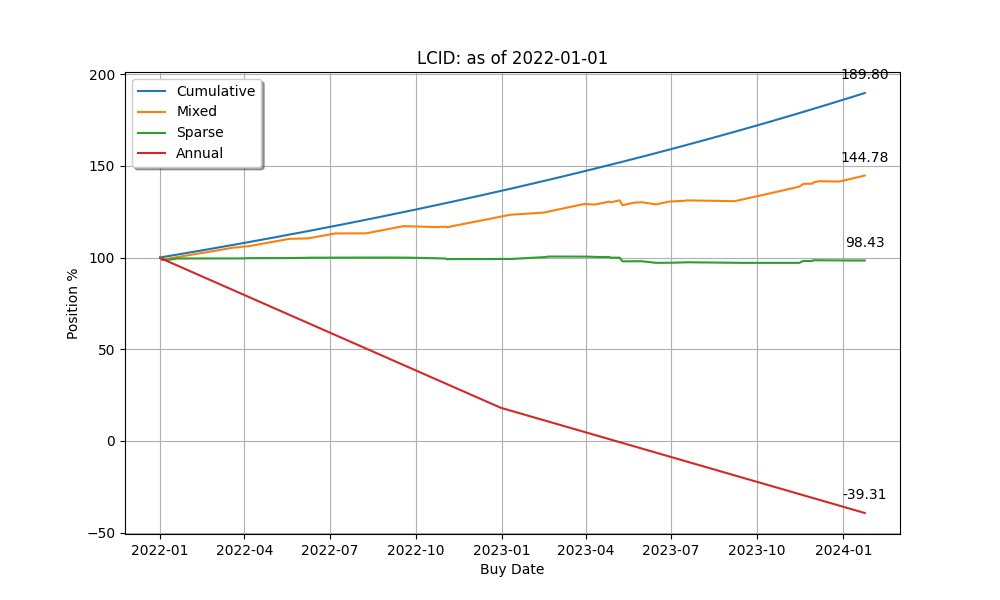 LCID: as of 2022-01-01
200
189.80
Cumulative
Mixed
Sparse
Annual
150
144.78
100
98.43
50
0
-39.31
−50
Position %
2022-01
2022-04
2022-07
2022-10
2023-01
2023-04
2023-07
2023-10
2024-01
Buy Date